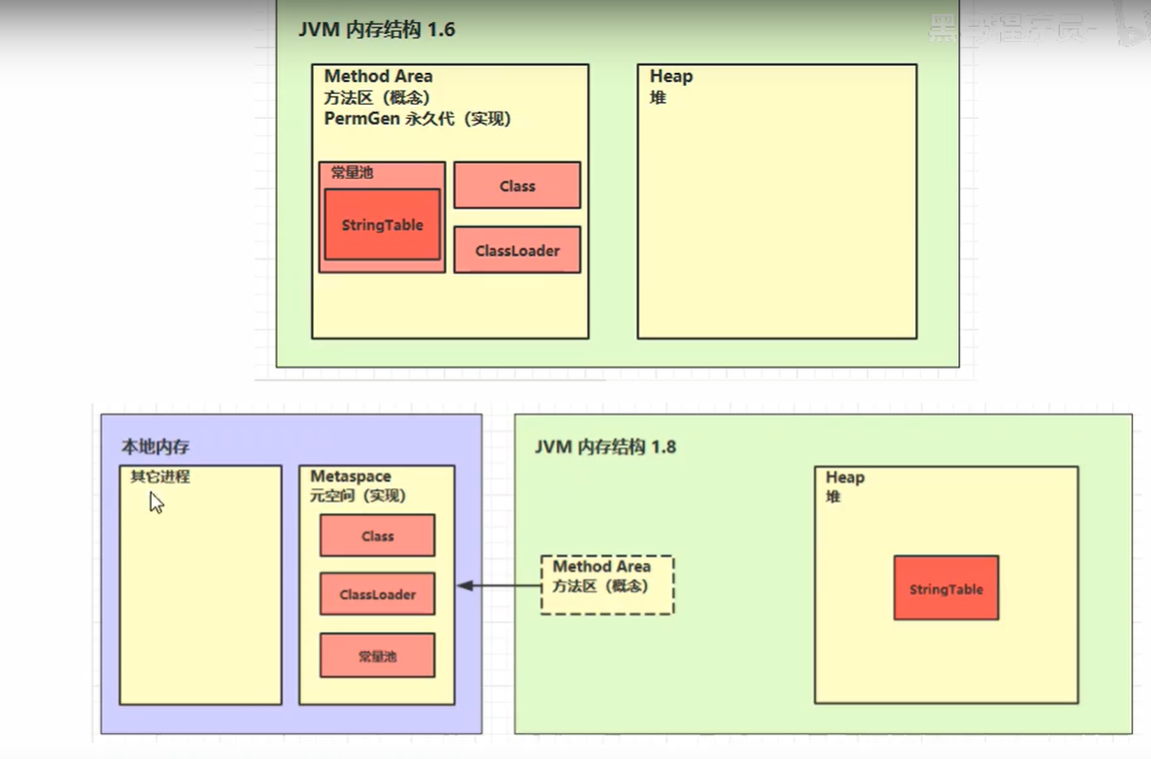 JVM 内存结构 1.6
Method Area
方法区（概念）
PermGen 永久代（实现）
常量池
StringTable
Class
ClassLoader
Heap
堆
本地内存
其它进程
Metaspace
元空间（实现）
Class
ClassLoader
常量池
JVM 内存结构 1.8
Method Area
方法区（概念）
Heap
堆
StringTable